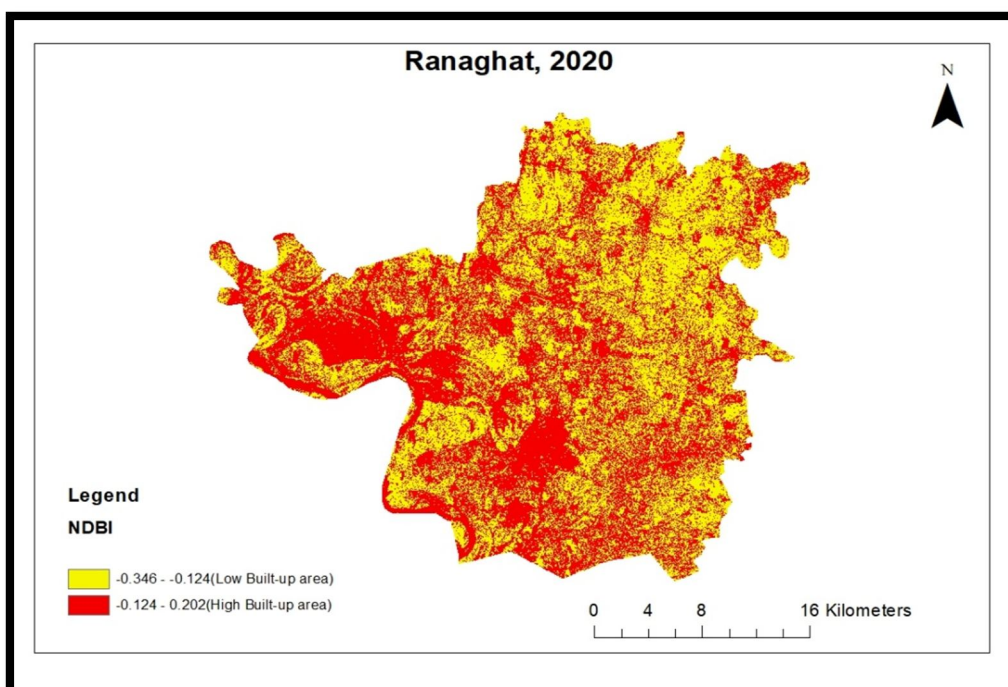 Ranaghat, 2020
N
Legend
NDBI
-0.346 - -0.124(Low Built-up area)
-0.124 - 0.202(High Built-up area)
0 4 8 16 Kilometers